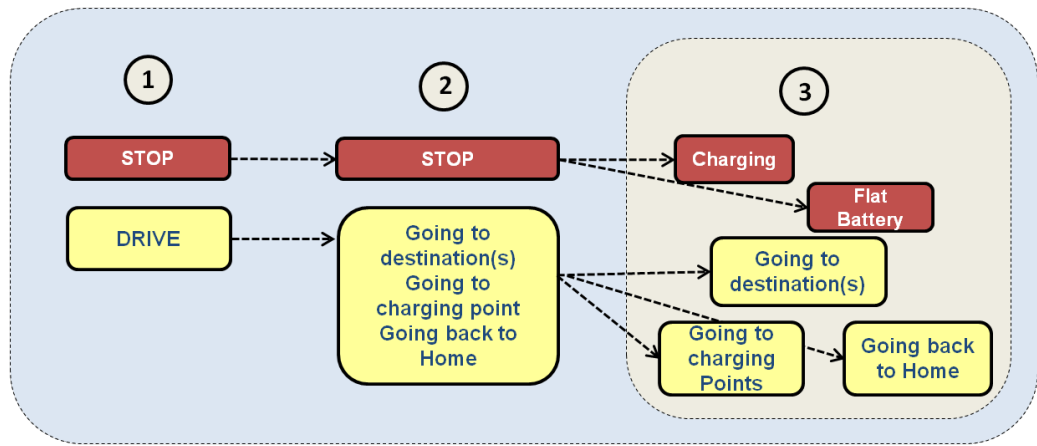 1
2
3
STOP
STOP
Charging
Flat
Battery
DRIVE
Going to
destination(s)
Going to
charging point
Going back to
Home
Going to
destination(s)
Going to
charging
Points
Going back
to Home